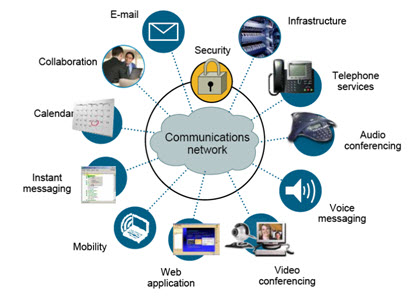 E-mail
Infrastructure
Security
Collaboration
Telephone
services
Calendar
Communications
network
Audio
conferencing
Instant
messaging
Voice
messaging
Mobility
Web
application
Video
conferencing